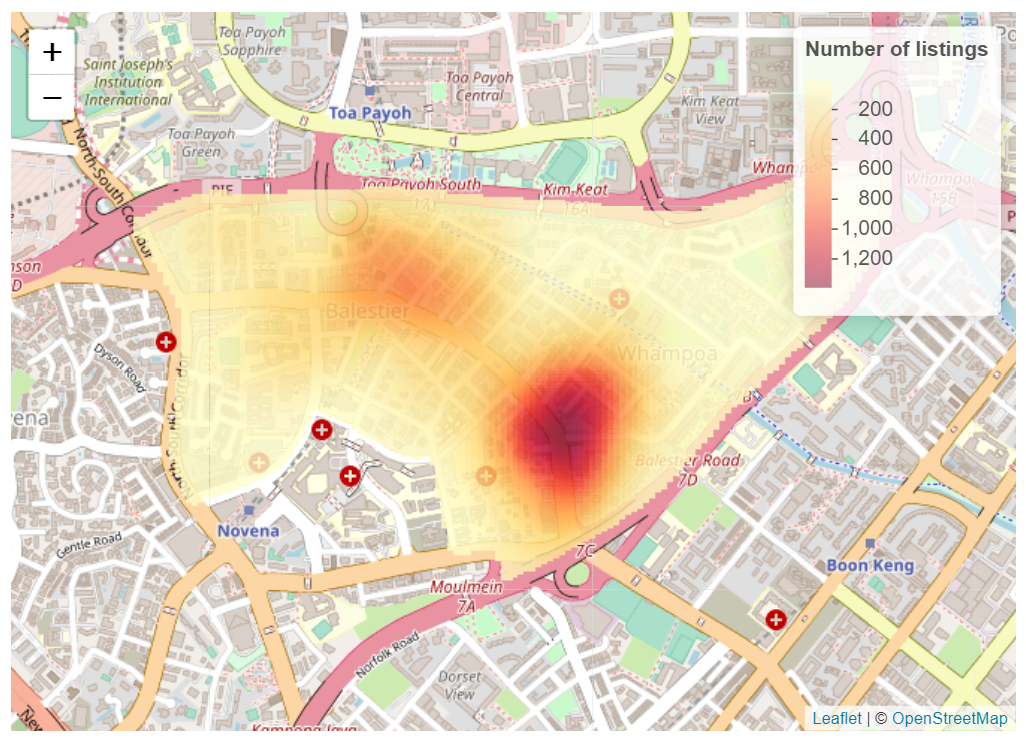 +
−
Toa Payoh
Sapphire
Saint Joseph's
Institution
International
Toa Payoh
Central
Toa Payoh
Kim Keat
View
Toa Payoh
Green
North-South Corridor
Number of listings
200
400
600
800
1,000
1,200
PIE
Toa Payoh South
17
Kim-Keat
16A
Whampoa
15B
Balestier
Whampoa
Dyson Road
Balestier Road
7D
Novena
Gentle Road
7C
Moulmein
7A
Boon Keng
Norfolk Road
Dorset
View
Kampong Java
New
Leaflet | © OpenStreetMap